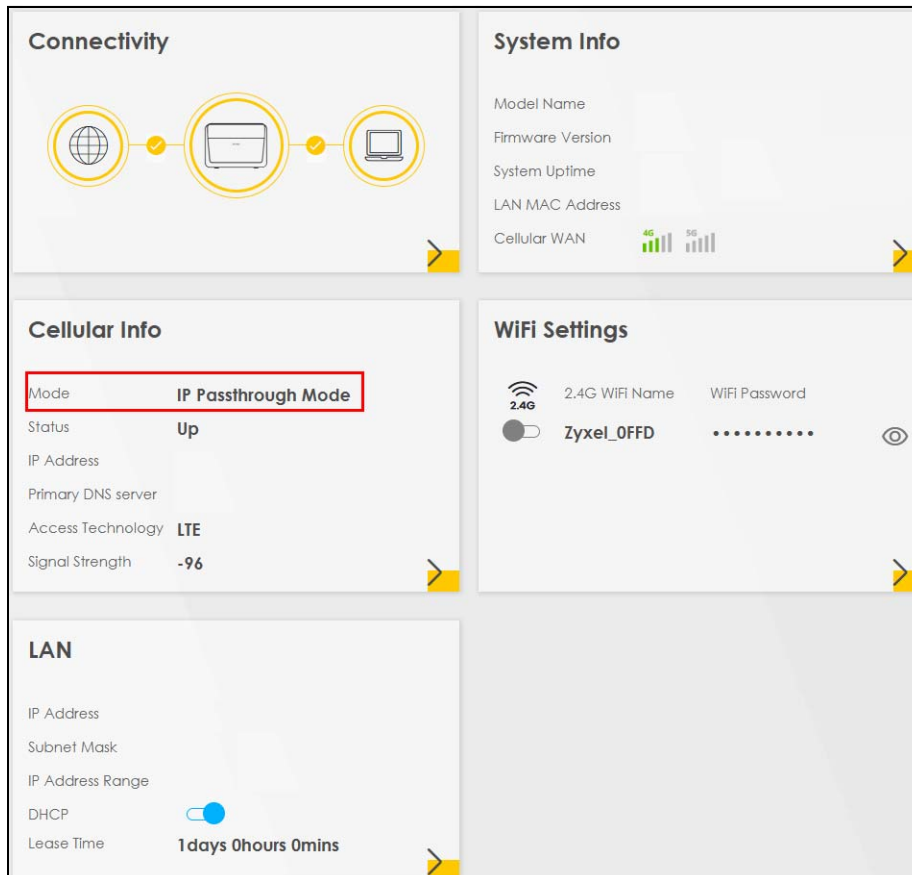 Connectivity
System Info
Model Name
Firmware Version
System Uptime
LAN MAC Address
Cellular WAN 4G 5G
Cellular Info
Mode IP Passthrough Mode
Status Up
IP Address
Primary DNS server
Access Technology LTE
Signal Strength -96
WiFi Settings
2.4G 2.4G WiFi Name WiFi Password
Zyxel_0FFD ••••••••••
LAN
IP Address
Subnet Mask
IP Address Range
DHCP
Lease Time 1days 0hours 0mins